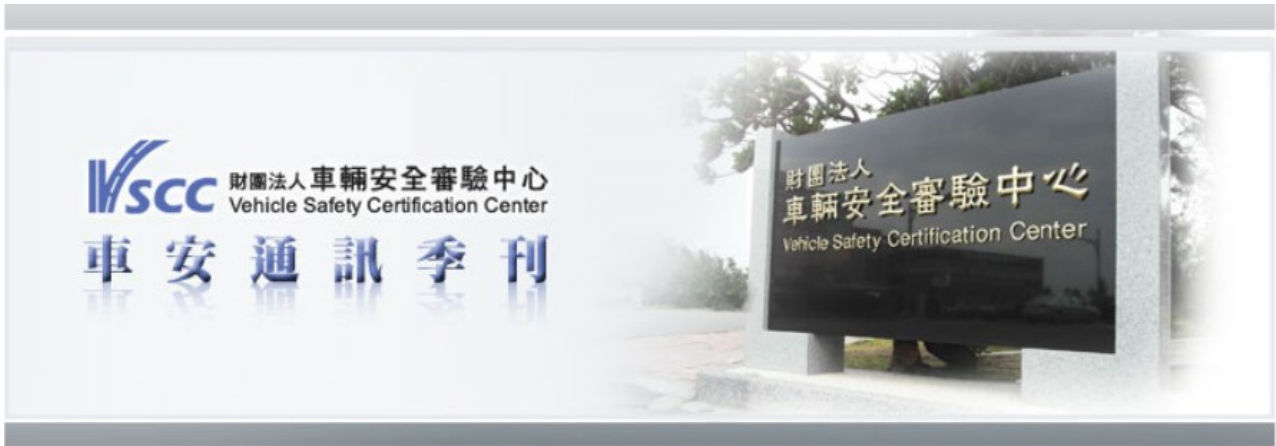 VSCC 財團法人車輛安全審驗中心
Vehicle Safety Certification Center
車安通訊季刊
財團法人
車輛安全審驗中心
Vehicle Safety Certification Center